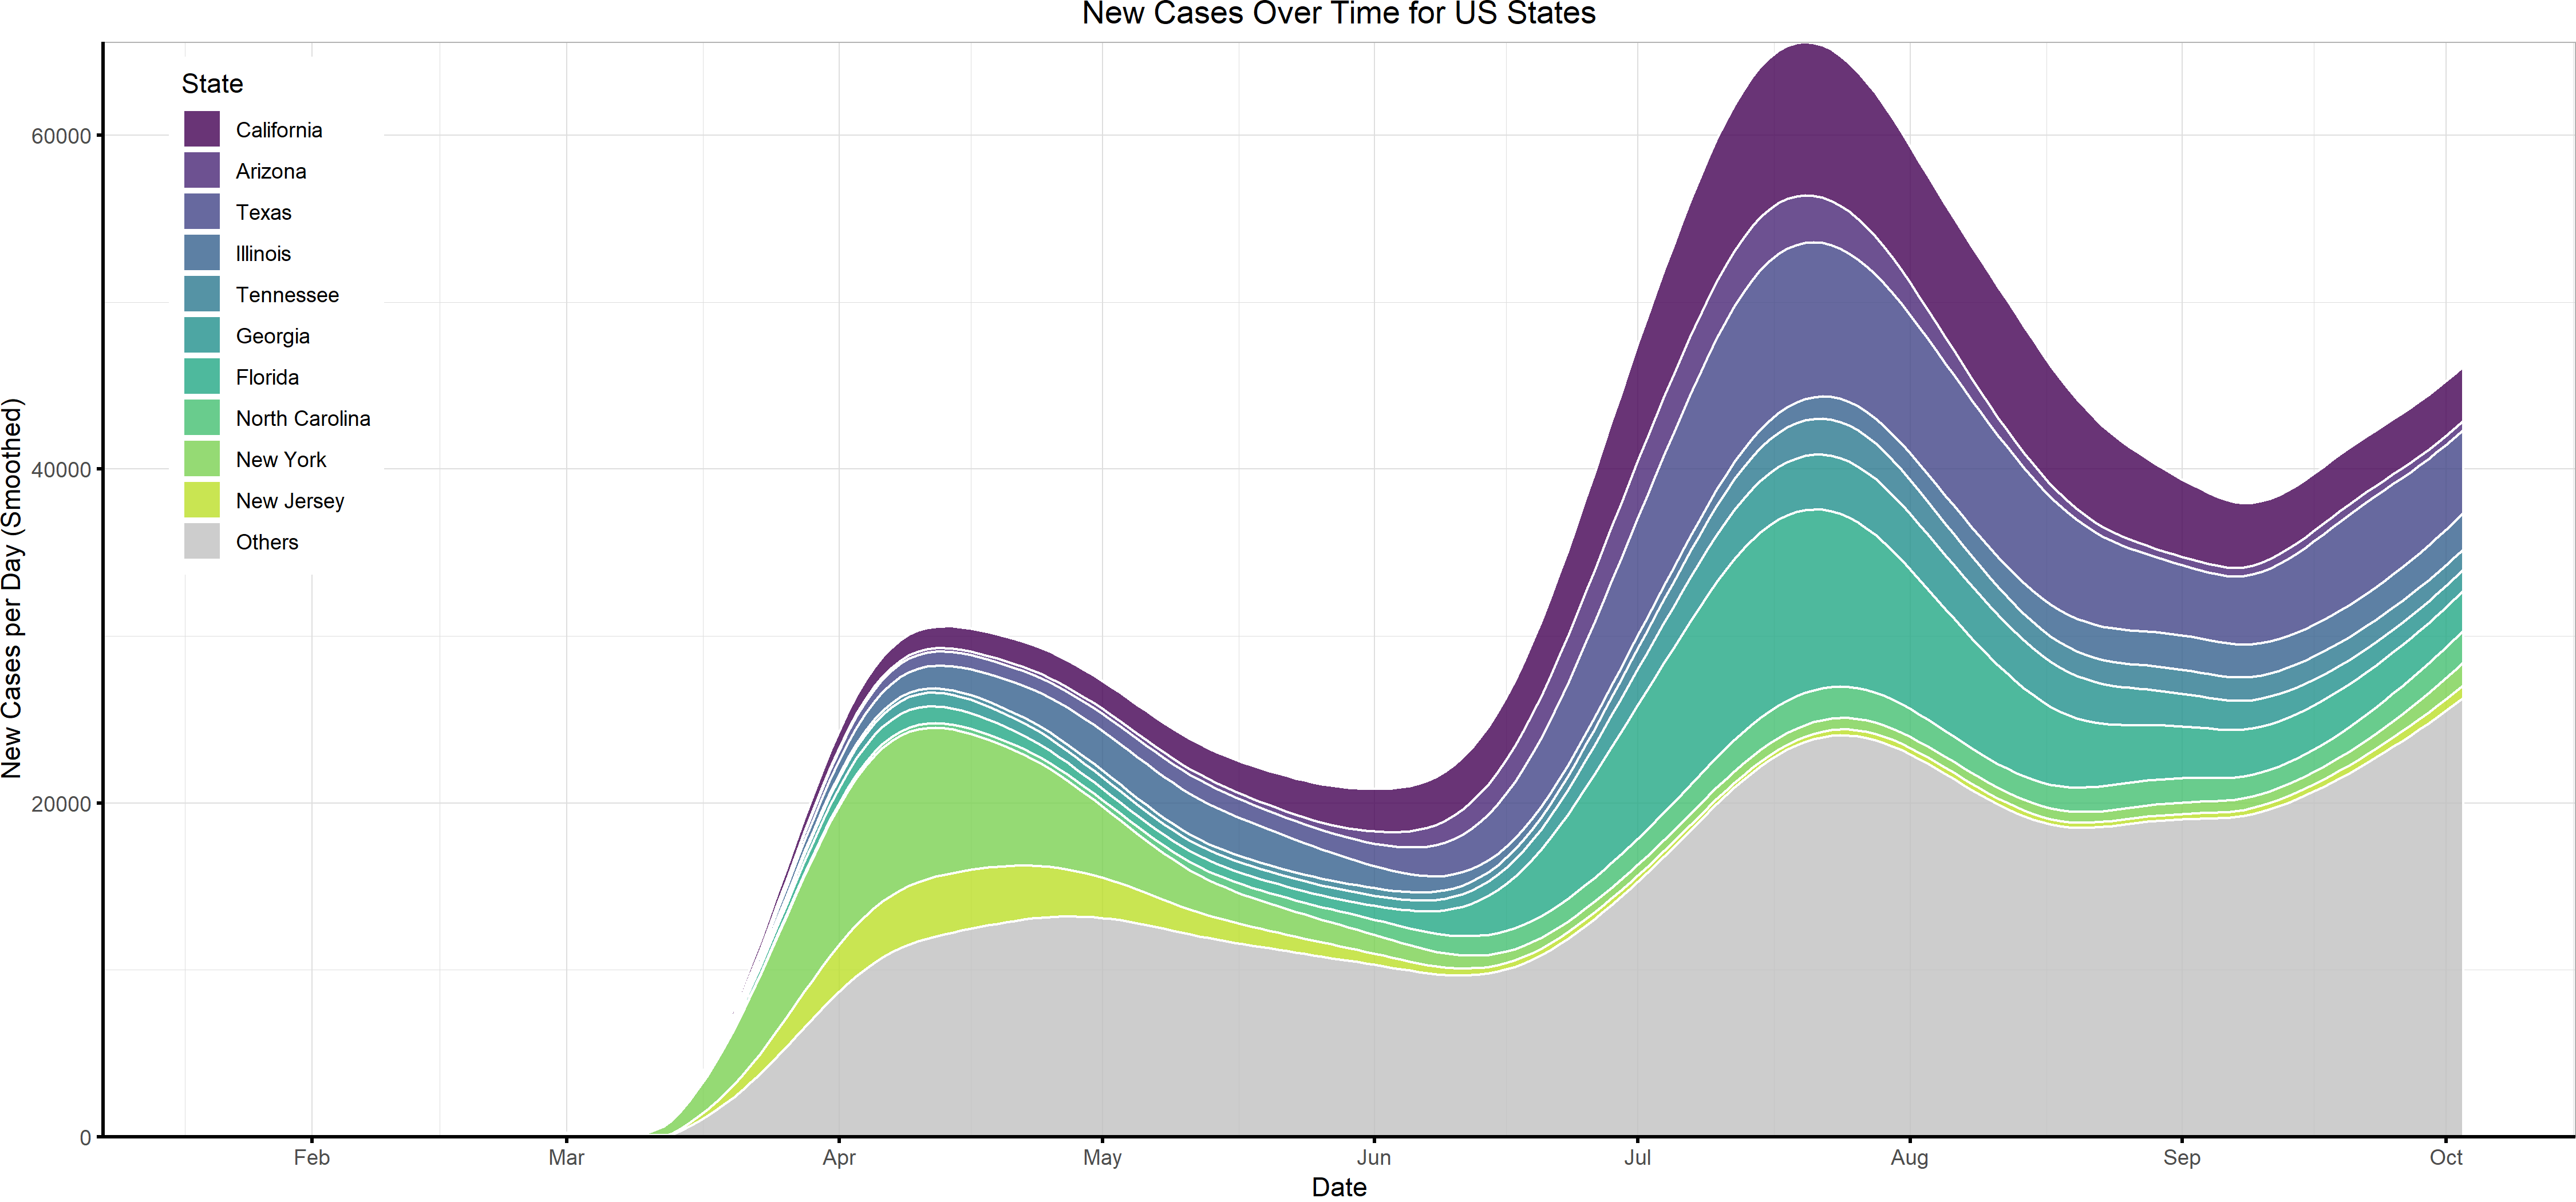 New Cases Over Time for US States
State
California
Arizona
Texas
Illinois
Tennessee
Georgia
Florida
North Carolina
New York
New Jersey
Others
New Cases per Day (Smoothed)
60000
40000
20000
0
Feb Mar Apr May Jun Jul Aug Sep Oct
Date